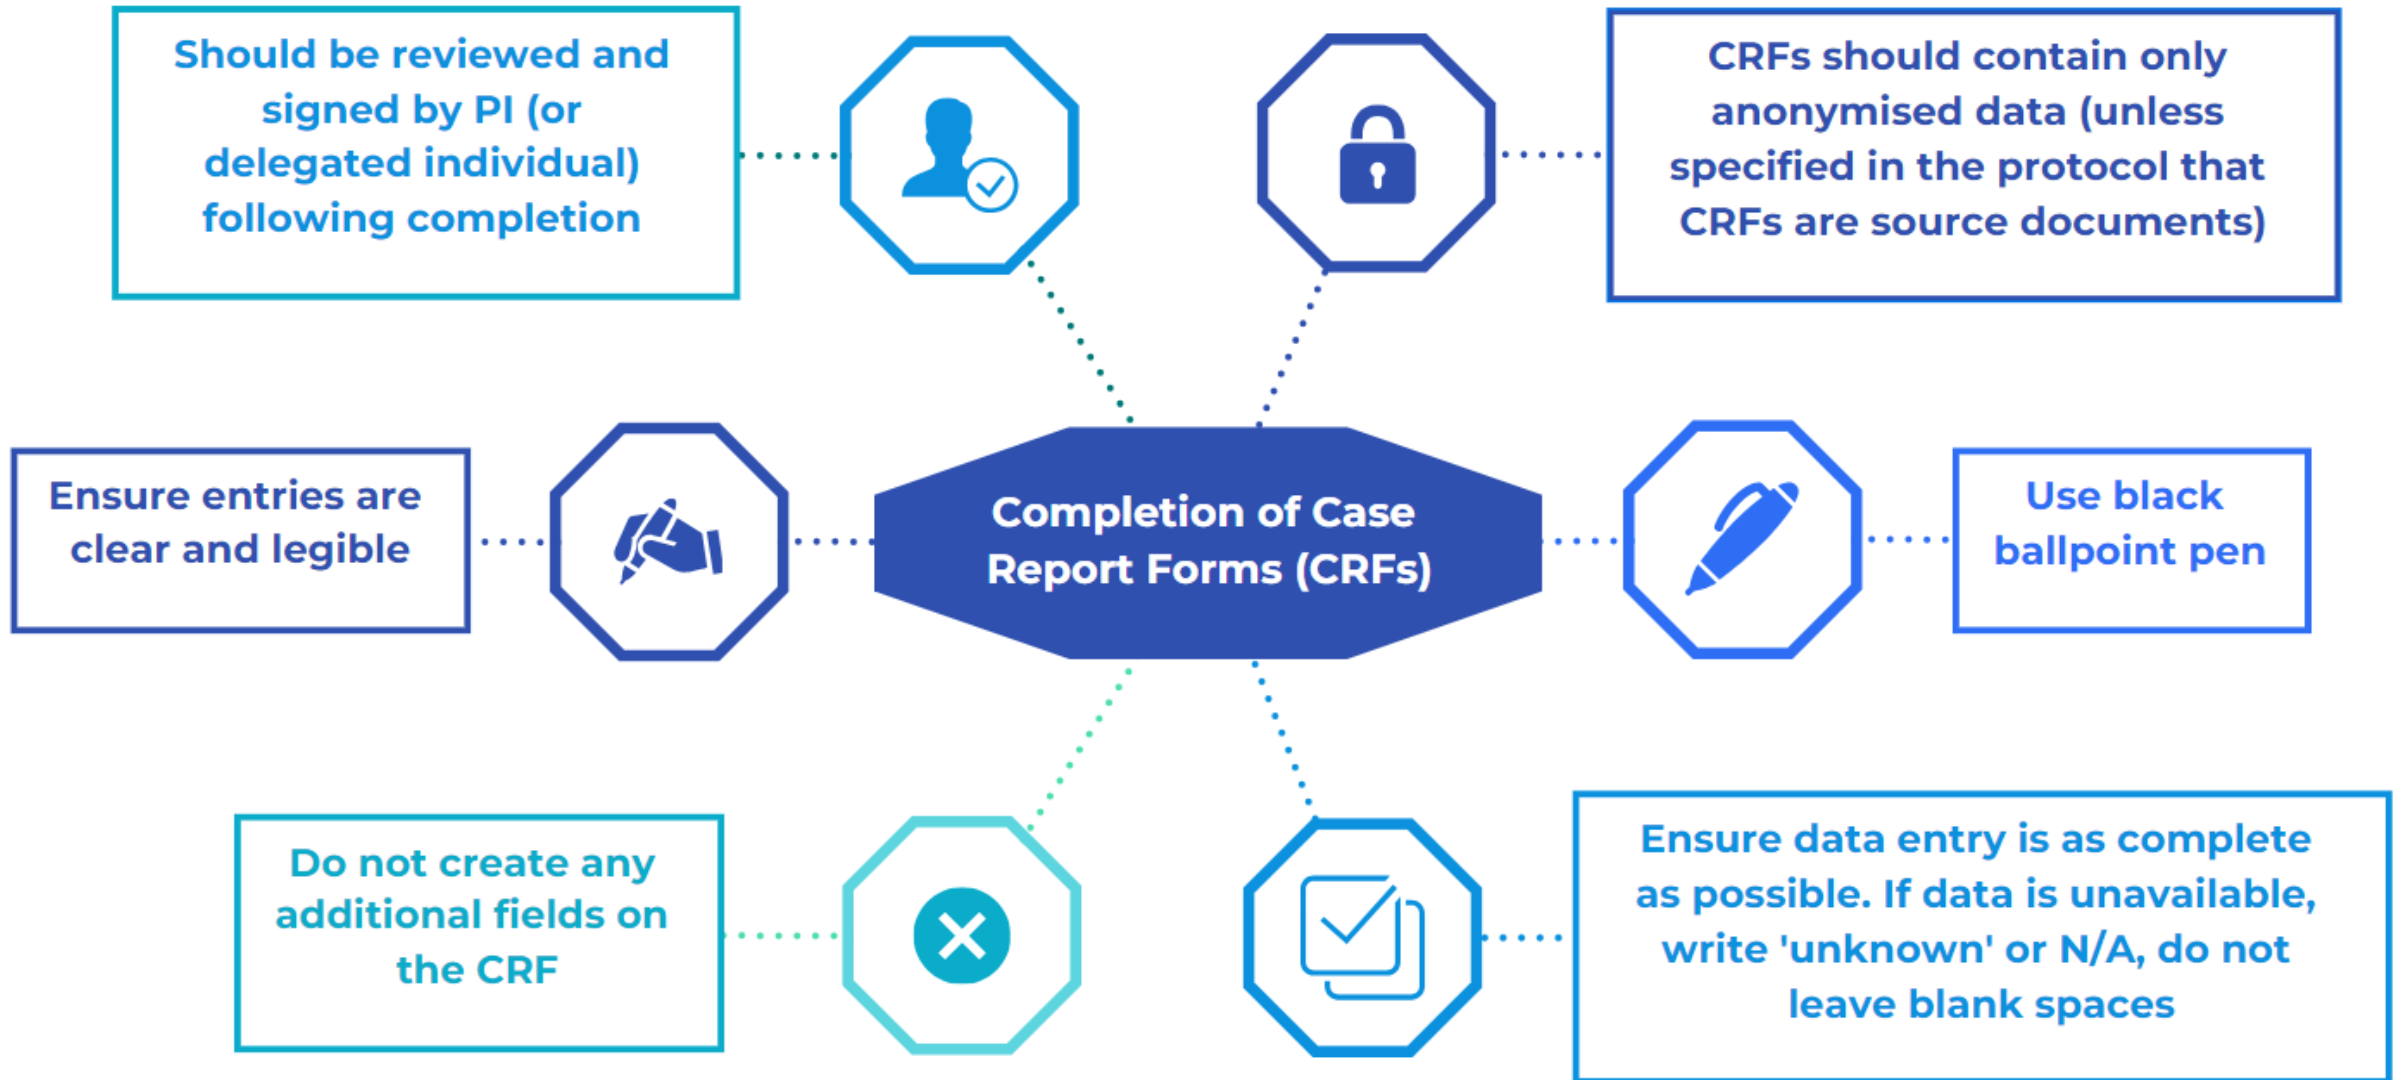 Should be reviewed and
signed by PI (or
delegated individual)
following completion
CRFs should contain only
anonymised data (unless
specified in the protocol that
CRFs are source documents)
Ensure entries are
clear and legible
Completion of Case
Report Forms (CRFs)
Use black
ballpoint pen
Do not create any
additional fields on
the CRF
Ensure data entry is as complete
as possible. If data is unavailable,
write 'unknown' or N/A, do not
leave blank spaces